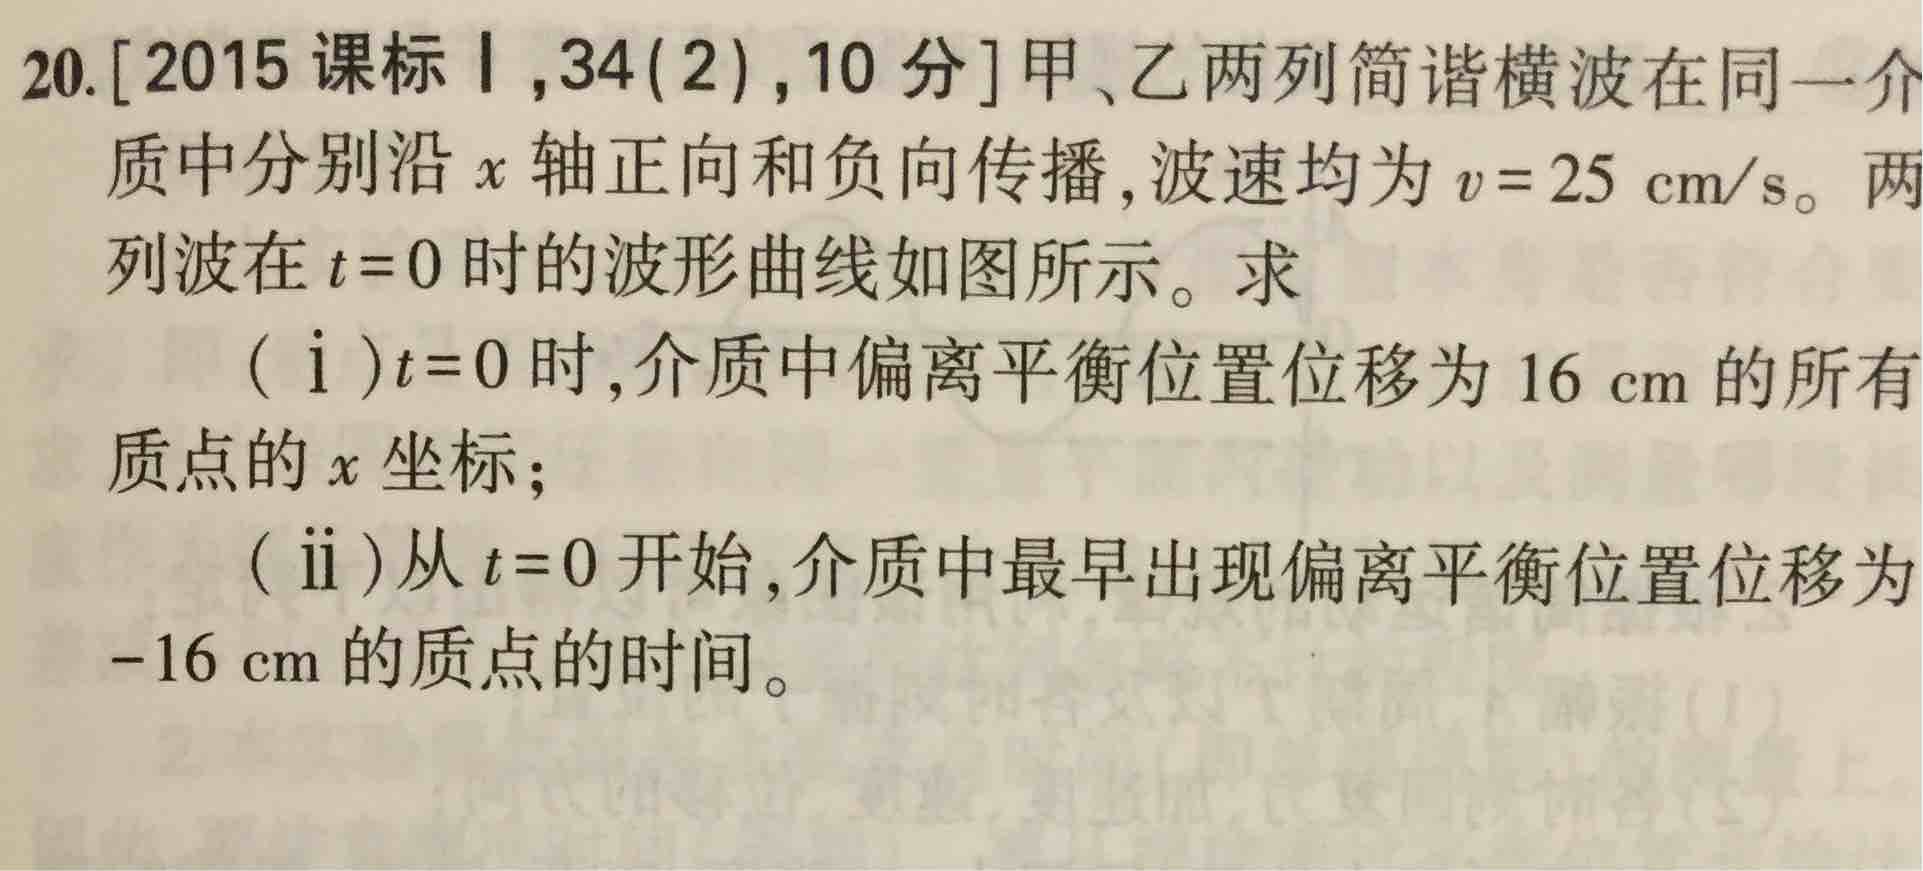 20.[2015 课标Ⅰ,34(2),10 分]甲、乙两列简谐横波在同一介
质中分别沿 x 轴正向和负向传播,波速均为 v=25 cm/s。两
列波在 t=0 时的波形曲线如图所示。求
(ⅰ)t=0 时,介质中偏离平衡位置位移为 16 cm 的所有
质点的 x 坐标;
(ⅱ)从 t=0 开始,介质中最早出现偏离平衡位置位移为
-16 cm 的质点的时间。